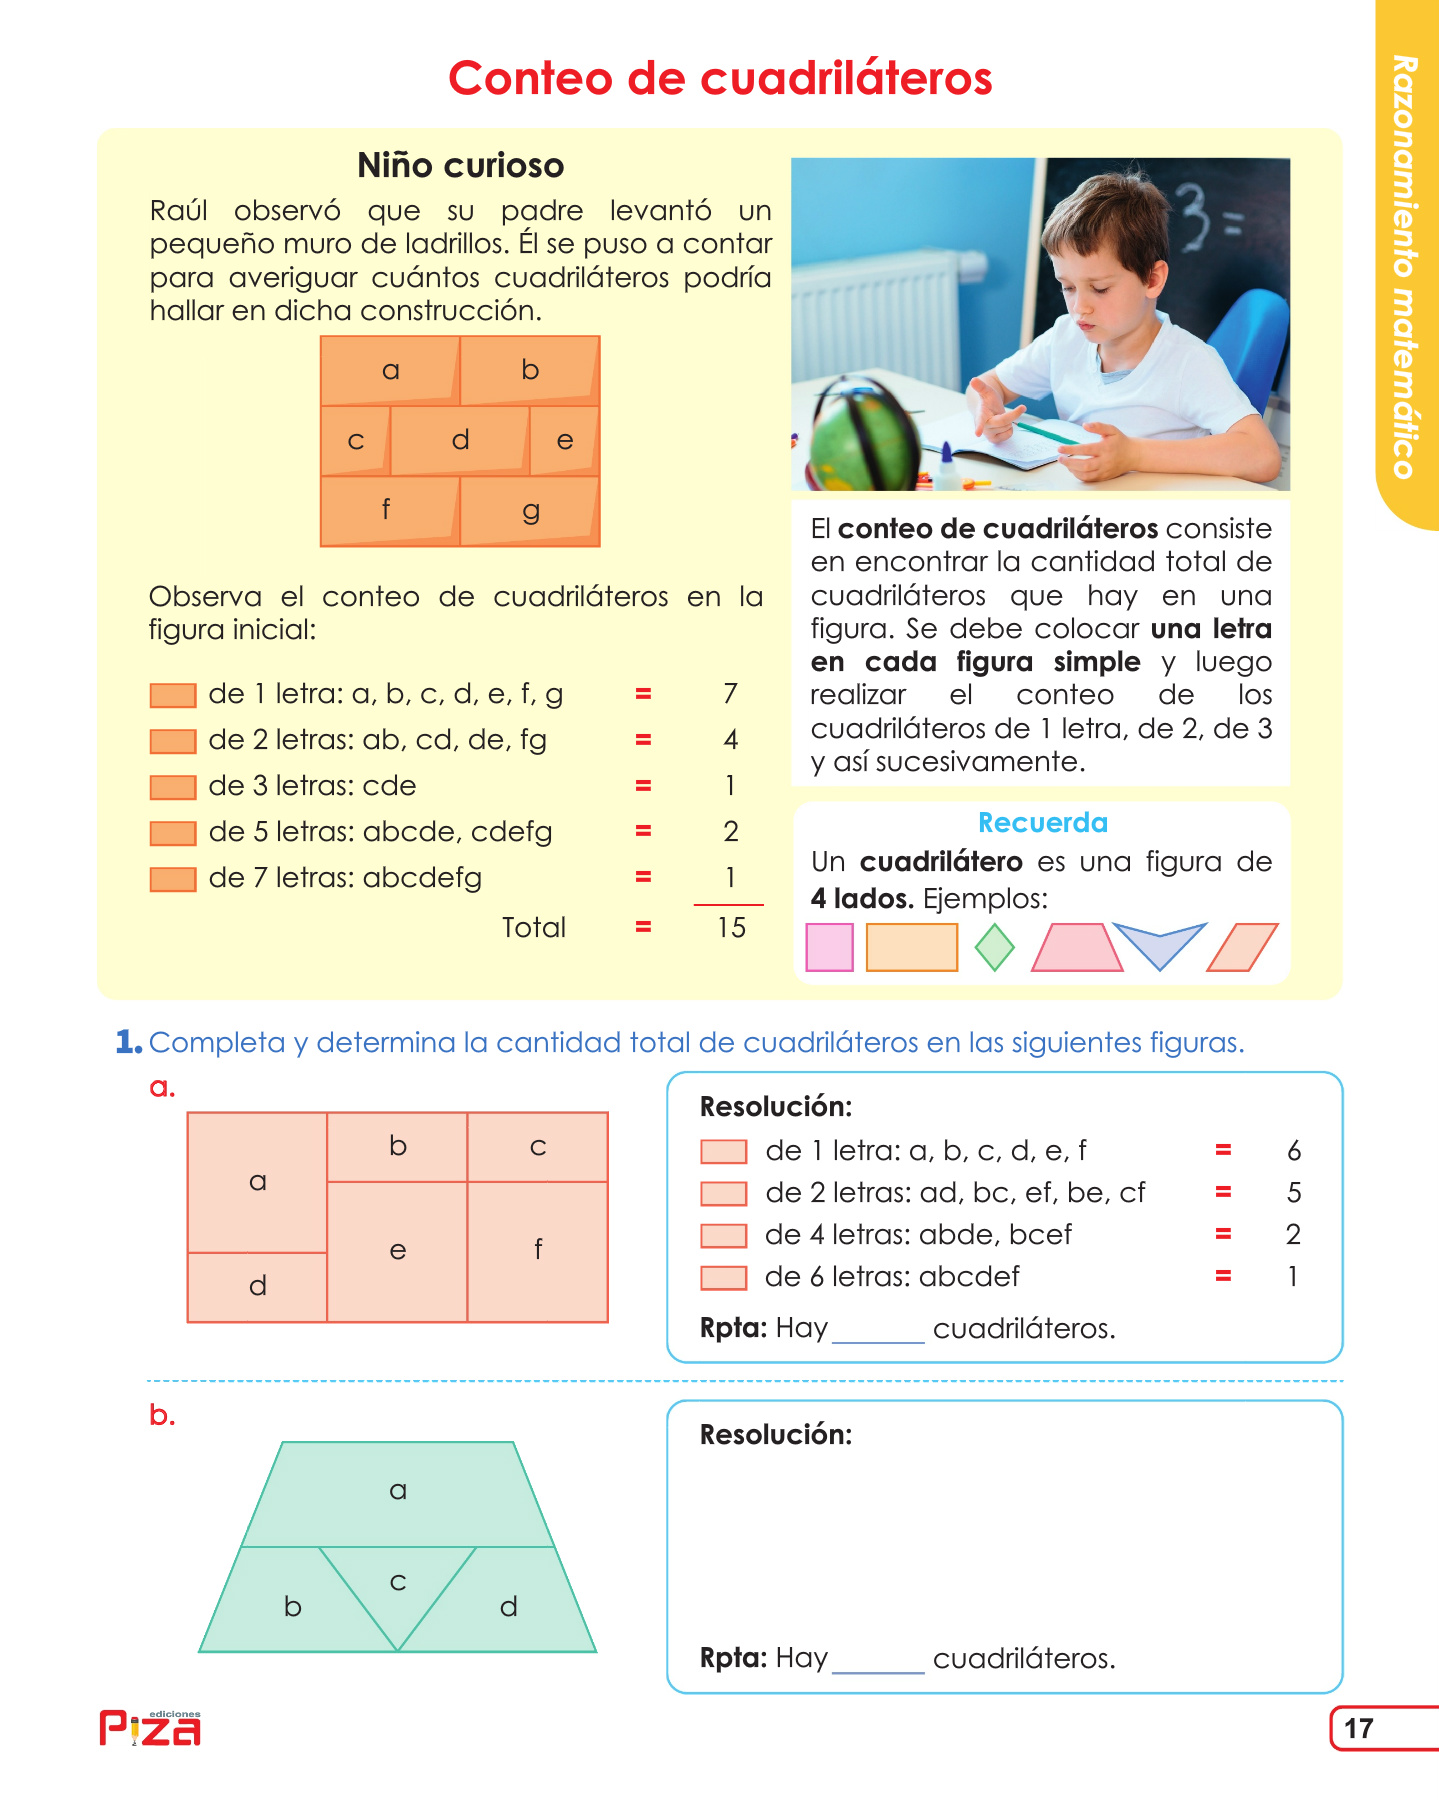 Conteo de cuadriláteros
Razonamiento matemático
Niño curioso
Raúl observó que su padre levantó un
pequeño muro de ladrillos. Él se puso a contar
para averiguar cuántos cuadriláteros podría
hallar en dicha construcción.
a b
c d e
f g
Observa el conteo de cuadriláteros en la
figura inicial:
de 1 letra: a, b, c, d, e, f, g = 7
de 2 letras: ab, cd, de, fg = 4
de 3 letras: cde = 1
de 5 letras: abcde, cdefg = 2
de 7 letras: abcdefg = 1
Total = 15
3 =
El conteo de cuadriláteros consiste
en encontrar la cantidad total de
cuadriláteros que hay en una
figura. Se debe colocar una letra
en cada figura simple y luego
realizar el conteo de los
cuadriláteros de 1 letra, de 2, de 3
y así sucesivamente.
Recuerda
Un cuadrilátero es una figura de
4 lados. Ejemplos:
1. Completa y determina la cantidad total de cuadriláteros en las siguientes figuras.
a.
b c
a
e f
d
Resolución:
de 1 letra: a, b, c, d, e, f = 6
de 2 letras: ad, bc, ef, be, cf = 5
de 4 letras: abde, bcef = 2
de 6 letras: abcdef = 1
Rpta: Hay ______ cuadriláteros.
b.
a
c
b d
Resolución:
Rpta: Hay ______ cuadriláteros.
ediciones
Piza
17